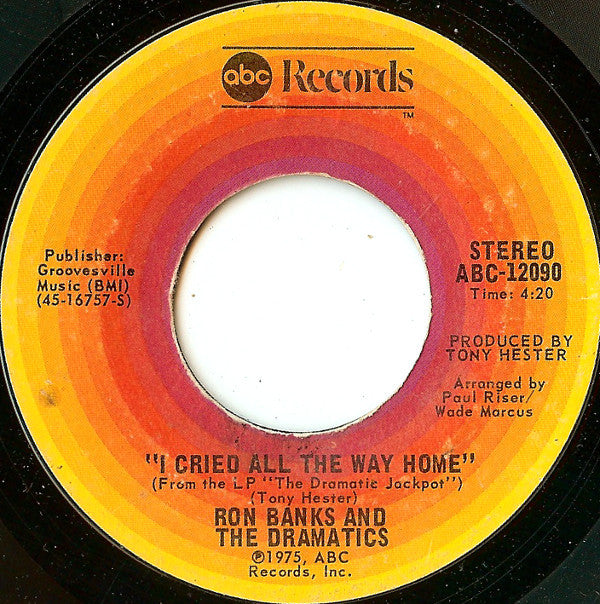 abc Records
TM
Publisher:
Groovesville
Music (BMI)
(45-16757-S)
STEREO
ABC-12090
Time: 4:20
PRODUCED BY
TONY HESTER
Arranged by
Paul Riser/
Wade Marcus
"I CRIED ALL THE WAY HOME"
(From the LP "The Dramatic Jackpot")
(Tony Hester)
RON BANKS AND
THE DRAMATICS
℗1975, ABC
Records, Inc.